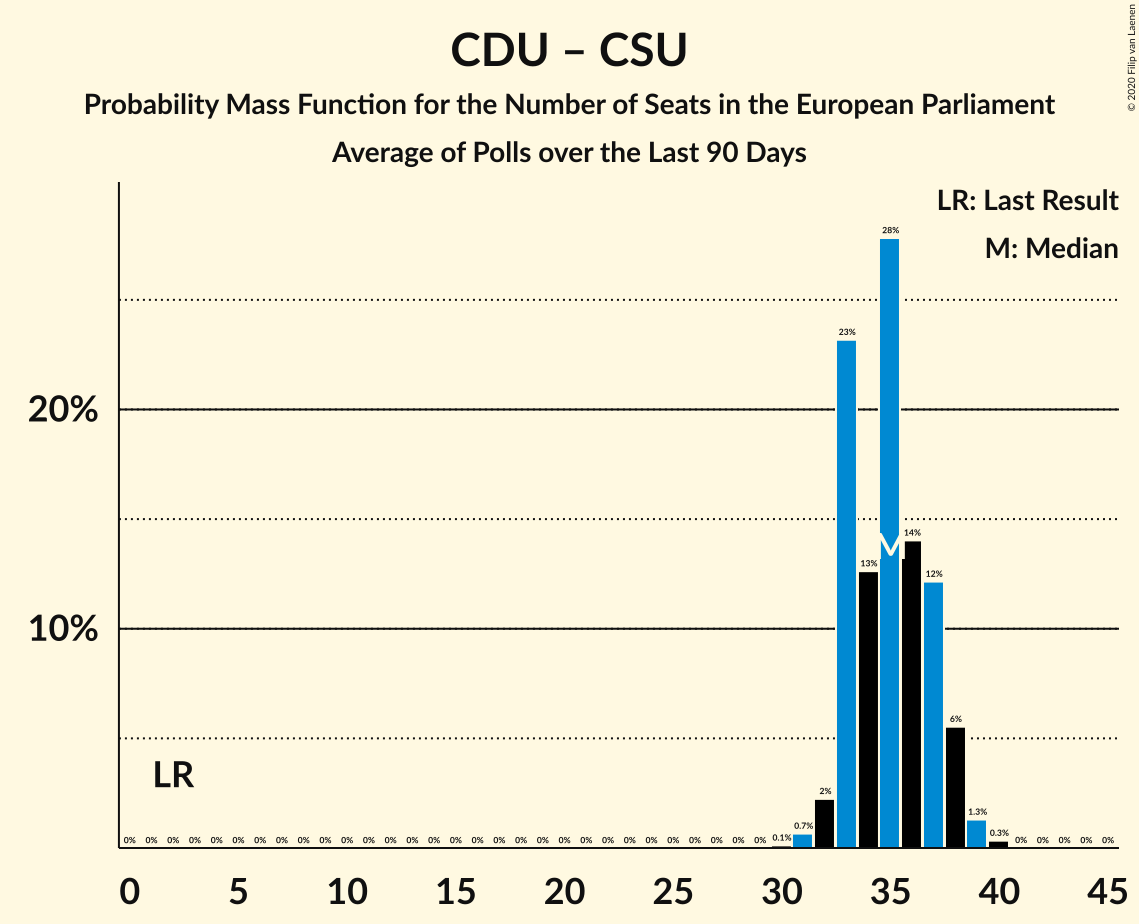 CDU – CSU
Probability Mass Function for the Number of Seats in the European Parliament
Average of Polls over the Last 90 Days
© 2020 Filip van Laenen
LR: Last Result
M: Median
28%
23%
20%
14%
M
13%
12%
10%
6%
LR
2%
1.3%
0.7%
0.3%
0% 0% 0% 0% 0% 0% 0% 0% 0% 0% 0% 0% 0% 0% 0% 0% 0% 0% 0% 0% 0% 0% 0% 0% 0% 0% 0% 0% 0% 0% 0.1% 0% 0% 0% 0% 0%
0 5 10 15 20 25 30 35 40 45